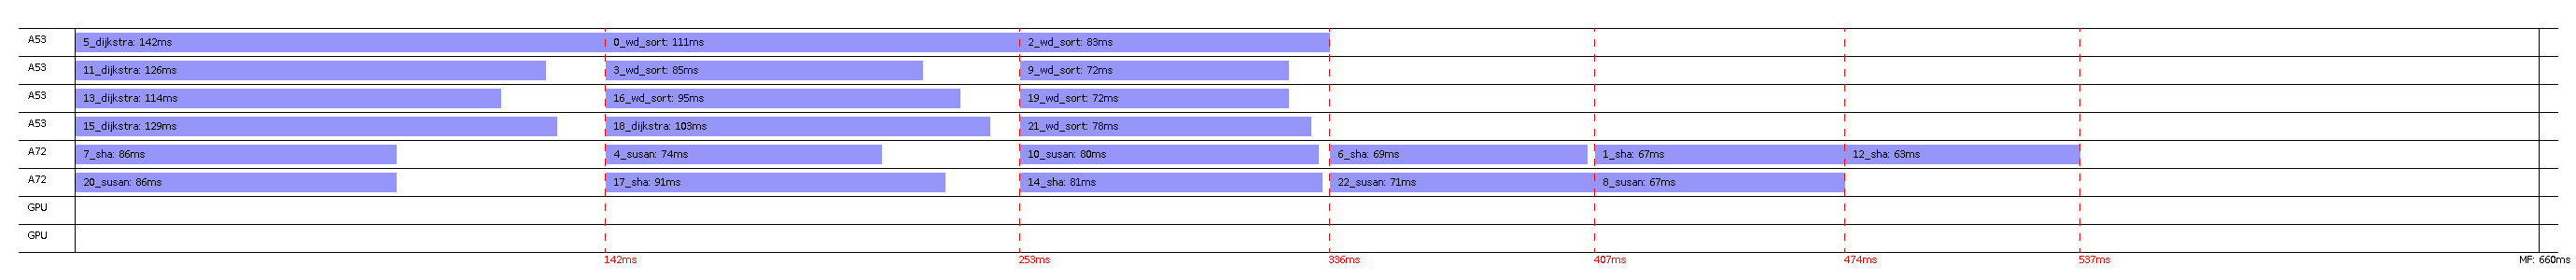 A53 5_dijkstra: 142ms 0_wd_sort: 111ms 2_wd_sort: 83ms
A53 11_dijkstra: 126ms 3_wd_sort: 85ms 9_wd_sort: 72ms
A53 13_dijkstra: 114ms 16_wd_sort: 95ms 19_wd_sort: 72ms
A53 15_dijkstra: 129ms 18_dijkstra: 103ms 21_wd_sort: 78ms
A72 7_sha: 86ms 4_susan: 74ms 10_susan: 80ms 6_sha: 69ms 1_sha: 67ms 12_sha: 63ms
A72 20_susan: 86ms 17_sha: 91ms 14_sha: 81ms 22_susan: 71ms 8_susan: 67ms
GPU
GPU
142ms 253ms 336ms 407ms 474ms 537ms MF: 660ms